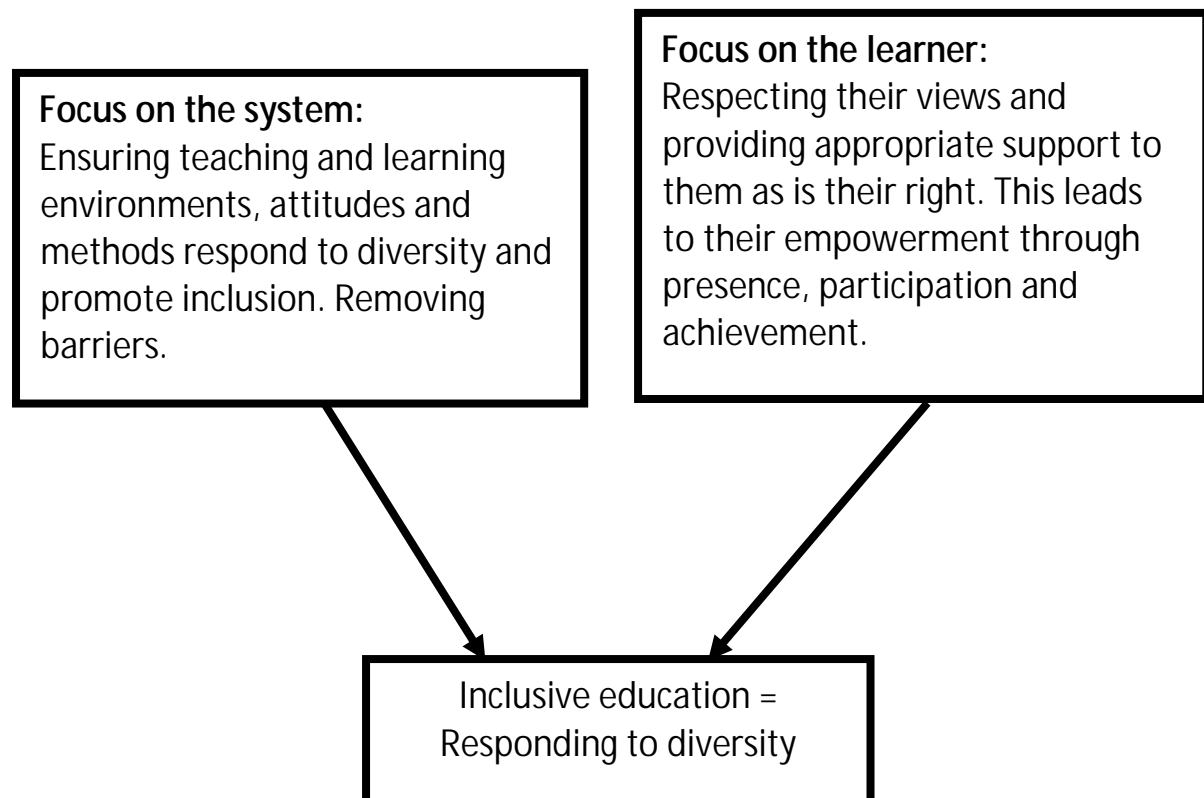 Focus on the system:
Ensuring teaching and learning
environments, attitudes and
methods respond to diversity and
promote inclusion. Removing
barriers.
Focus on the learner:
Respecting their views and
providing appropriate support to
them as is their right. This leads
to their empowerment through
presence, participation and
achievement.
Inclusive education =
Responding to diversity